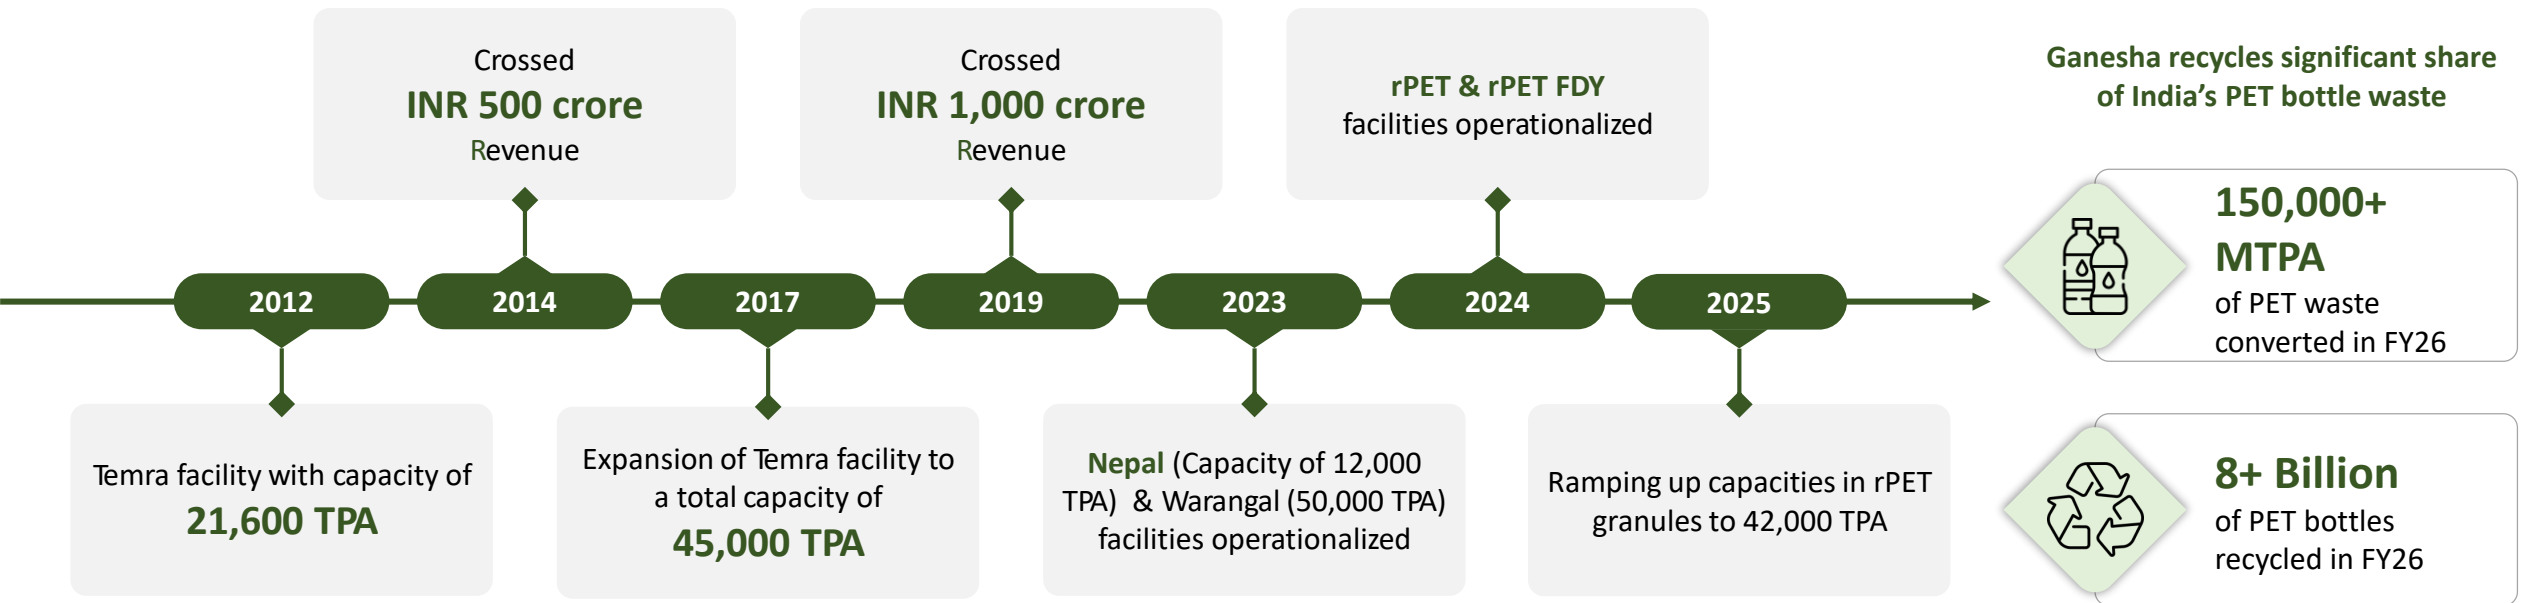 Crossed
INR 500 crore
Revenue
Crossed
INR 1,000 crore
Revenue
rPET & rPET FDY
facilities operationalized
2012
2014
2017
2019
2023
2024
2025
Temra facility with capacity of
21,600 TPA
Expansion of Temra facility to
a total capacity of
45,000 TPA
Nepal (Capacity of 12,000
TPA) & Warangal (50,000 TPA)
facilities operationalized
Ramping up capacities in rPET
granules to 42,000 TPA
Ganesha recycles significant share
of India’s PET bottle waste
150,000+
MTPA
of PET waste
converted in FY26
8+ Billion
of PET bottles
recycled in FY26